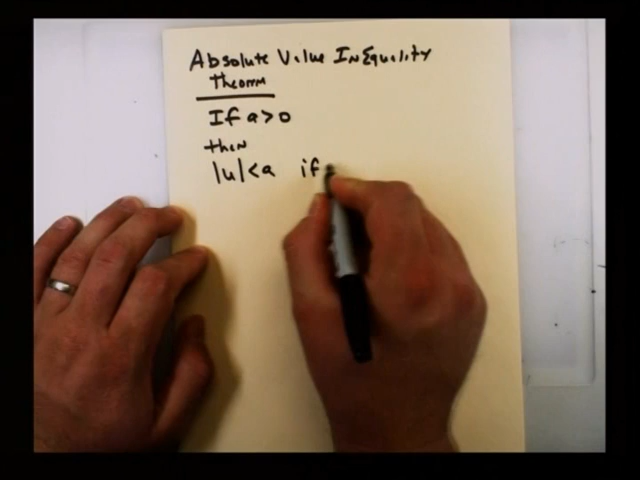 Absolute Value InEquality
Theorm
If a>0
then
|u|<a if